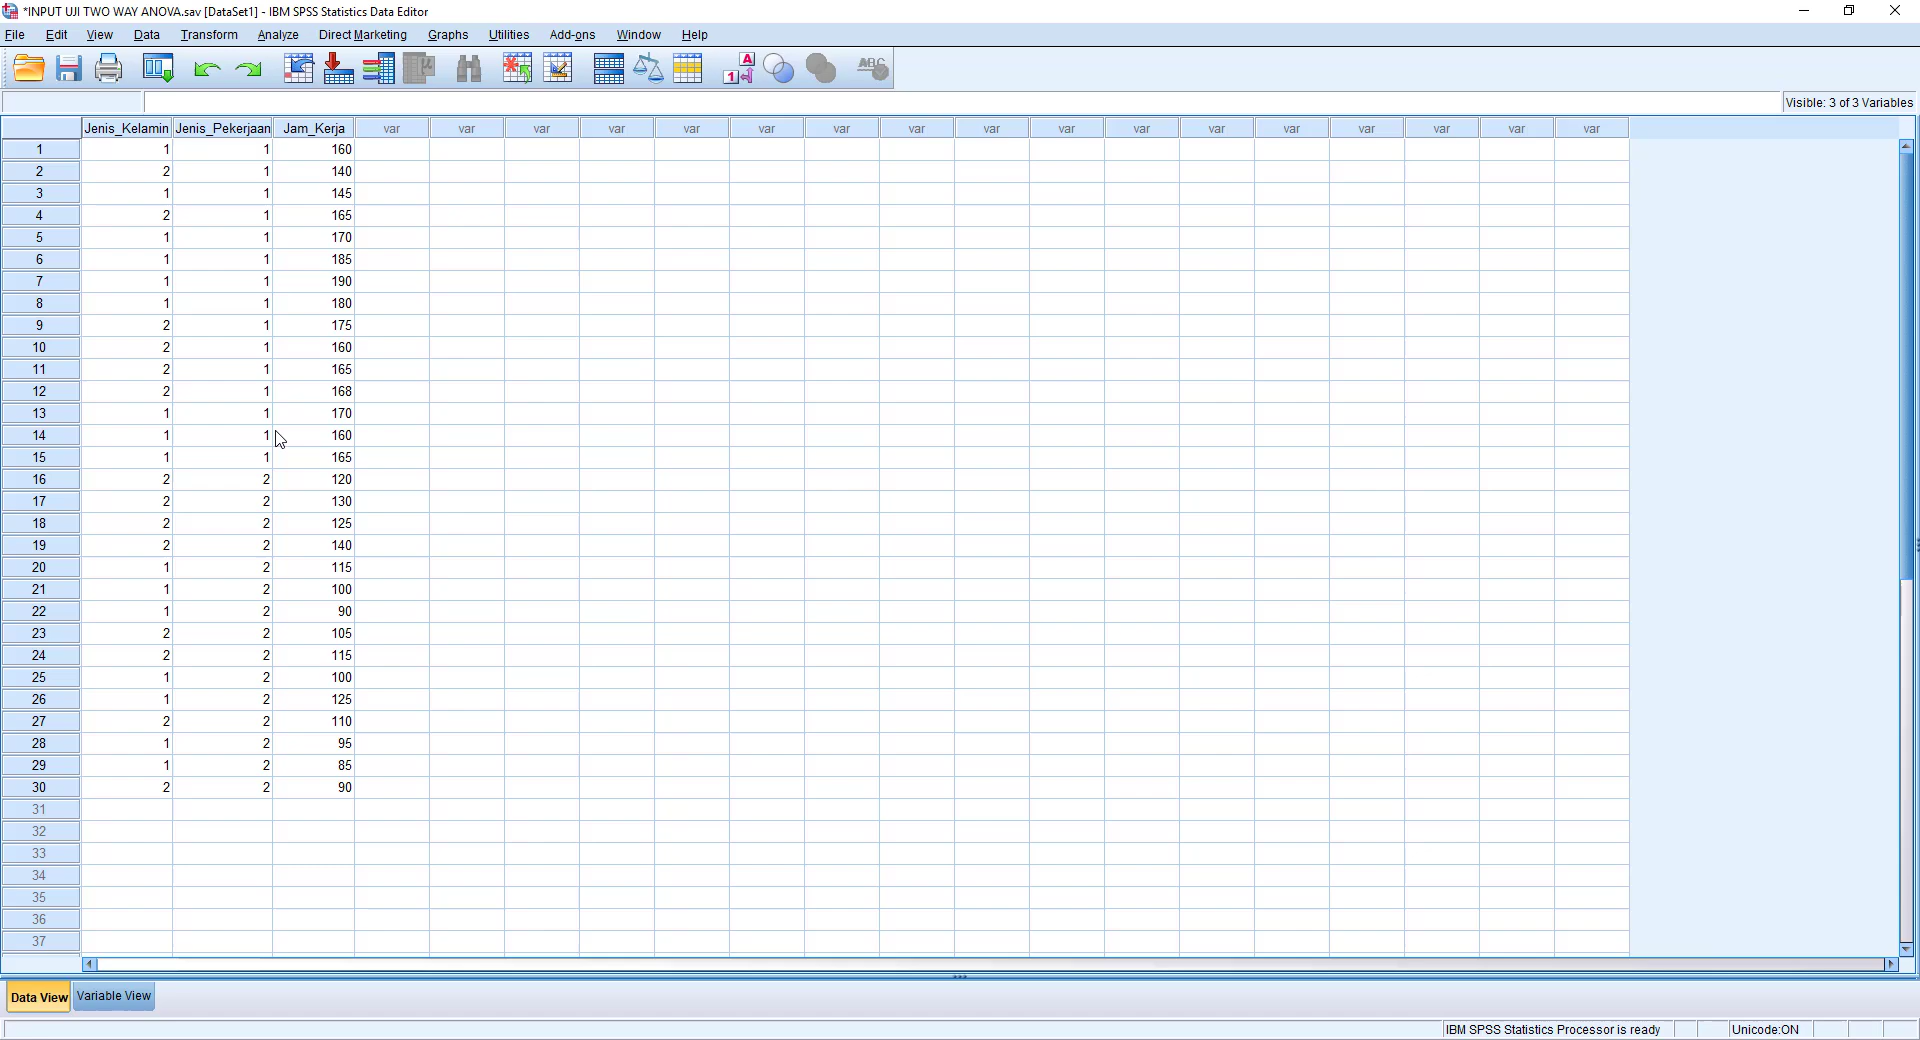 *INPUT UJI TWO WAY ANOVA.sav [DataSet1] - IBM SPSS Statistics Data Editor
File Edit View Data Transform Analyze Direct Marketing Graphs Utilities Add-ons Window Help
Visible: 3 of 3 Variables
Jenis_Kelamin Jenis_Pekerjaan Jam_Kerja var var var var var var var var var var var var var var var var var
1 1 1 160
2 2 1 140
3 1 1 145
4 2 1 165
5 1 1 170
6 1 1 185
7 1 1 190
8 1 1 180
9 2 1 175
10 2 1 160
11 2 1 165
12 2 1 168
13 1 1 170
14 1 1 160
15 1 1 165
16 2 2 120
17 2 2 130
18 2 2 125
19 2 2 140
20 1 2 115
21 1 2 100
22 1 2 90
23 2 2 105
24 2 2 115
25 1 2 100
26 1 2 125
27 2 2 110
28 1 2 95
29 1 2 85
30 2 2 90
31
32
33
34
35
36
37
Data View Variable View
IBM SPSS Statistics Processor is ready Unicode:ON